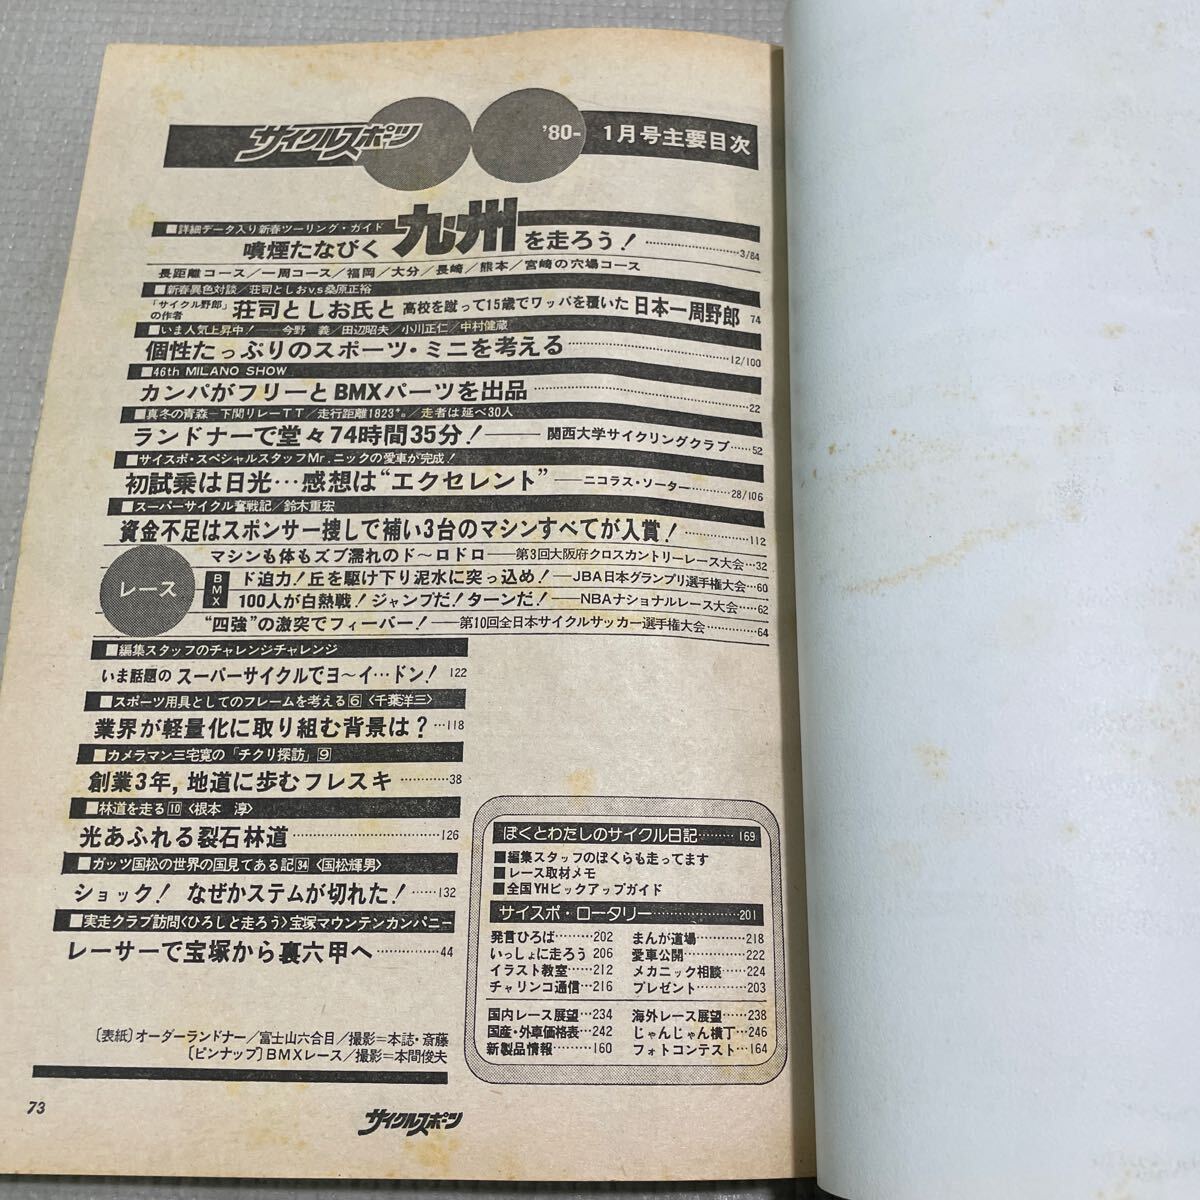 サイクルスポーツ '80- 1月号主要目次
■詳細データ入り新春ツーリング・ガイド
噴煙たなびく九州を走ろう!……3/84
長距離コース/一周コース/福岡/大分/長崎/熊本/宮崎の穴場コース
■新春異色対談/荘司としおv,s桑原正裕
「サイクル野郎」の作者 荘司としお氏と 高校を蹴って15歳でワッパを履いた 日本一周野郎 74
■いま人気上昇中!――今野 義/田辺昭夫/小川正仁/中村健蔵
個性たっぷりのスポーツ・ミニを考える……12/100
■46th MILANO SHOW
カンパがフリーとBMXパーツを出品……22
■真冬の青森―下関リレーTT/走行距離1823㌔/走者は延べ30人
ランドナーで堂々74時間35分!――関西大学サイクリングクラブ……52
■サイスポ・スペシャルスタッフMr.ニックの愛車が完成!
初試乗は日光…感想は“エクセレント”――ニコラス・ソーター……28/106
■スーパーサイクル奮戦記/鈴木重宏
資金不足はスポンサー捜しで補い3台のマシンすべてが入賞!……112
レース
マシンも体もズブ濡れのド〜ロドロ――第3回大阪府クロスカントリーレース大会…32
BMX
ド迫力!丘を駆け下り泥水に突っ込め!――JBA日本グランプリ選手権大会…60
100人が白熱戦!ジャンプだ!ターンだ!――NBAナショナルレース大会……62
“四強”の激突でフィーバー!――第10回全日本サイクルサッカー選手権大会……64
■編集スタッフのチャレンジチャレンジ
いま話題の スーパーサイクルでヨ〜イ…ドン! 122
■スポーツ用具としてのフレームを考える⑥〈千葉洋三〉
業界が軽量化に取り組む背景は?…118
■カメラマン三宅寛の「チクリ探訪」⑨
創業3年,地道に歩むフレスキ……38
■林道を走る⑩〈根本 淳〉
光あふれる裂石林道……126
■ガッツ国松の世界の国見てある記㉞〈国松輝男〉
ショック! なぜかステムが切れた!……132
■実走クラブ訪問〈ひろしと走ろう〉宝塚マウンテンカンパニー
レーサーで宝塚から裏六甲へ……44
ぼくとわたしのサイクル日記……169
■編集スタッフのぼくらも走ってます
■レース取材メモ
■全国YHピックアップガイド
サイスポ・ロータリー……201
発言ひろば……202 まんが道場……218
いっしょに走ろう 206 愛車公開……222
イラスト教室……212 メカニック相談……224
チャリンコ通信…216 プレゼント……203
国内レース展望…234 海外レース展望…238
国産・外車価格表…242 じゃんじゃん横丁…246
新製品情報……160 フォトコンテスト…164
〔表紙〕オーダーランドナー/富士山六合目/撮影=本誌・斎藤
〔ピンナップ〕BMXレース/撮影=本間俊夫
73
サイクルスポーツ